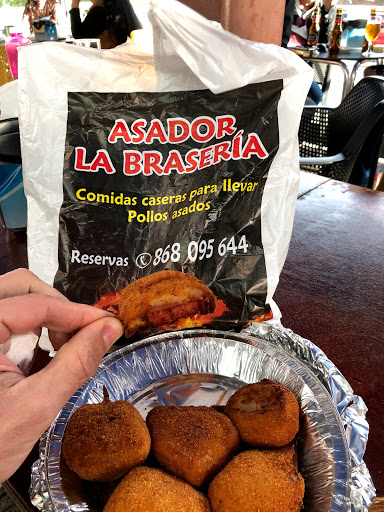 ASADOR
LA BRASERÍA
Comidas caseras para llevar
Pollos asados
Reservas 868 095 644